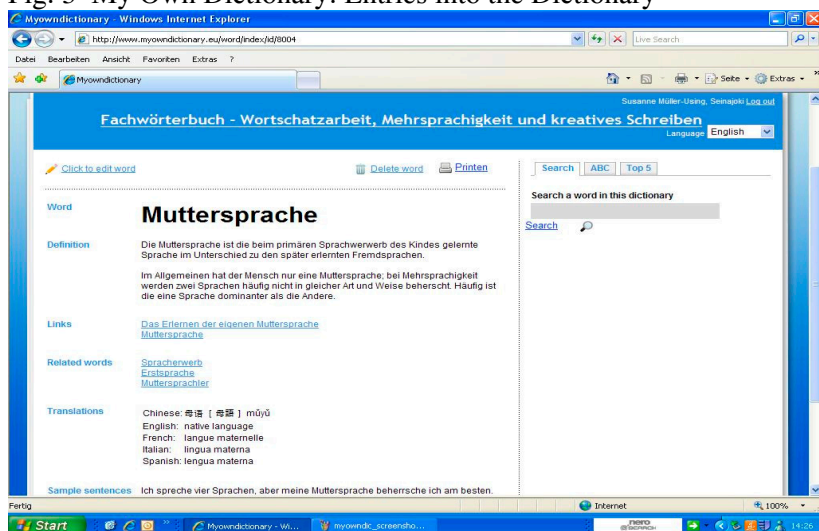 Fig. 3 My Own Dictionary: Entries into the Dictionary
Myowndictionary - Windows Internet Explorer
http://www.myowndictionary.eu/word/index/id/8004
Live Search
Datei Bearbeiten Ansicht Favoriten Extras ?
Myowndictionary
Seite Extras
Susanne Müller-Using, Seinajoki Log out
Fachwörterbuch - Wortschatzarbeit, Mehrsprachigkeit und kreatives Schreiben
Language English
Click to edit word Delete word Printen
Search ABC Top 5
Search a word in this dictionary
Search
Word Muttersprache
Definition Die Muttersprache ist die beim primären Sprachwerwerb des Kindes gelernte
Sprache im Unterschied zu den später erlernten Fremdsprachen.
Im Allgemeinen hat der Mensch nur eine Muttersprache; bei Mehrsprachigkeit
werden zwei Sprachen häufig nicht in gleicher Art und Weise beherscht. Häufig ist
die eine Sprache dominanter als die Andere.
Links Das Erlernen der eigenen Muttersprache
Muttersprache
Related words Spracherwerb
Erstsprache
Muttersprachler
Translations Chinese: 母语 [ 母語 ] mǔyǔ
English: native language
French: langue maternelle
Italian: lingua materna
Spanish: lengua materna
Sample sentences Ich spreche vier Sprachen, aber meine Muttersprache beherrsche ich am besten.
Fertig Internet 100%
Start Myowndictionary - Wi... myowndic_screensho... nero SEARCH 14:26